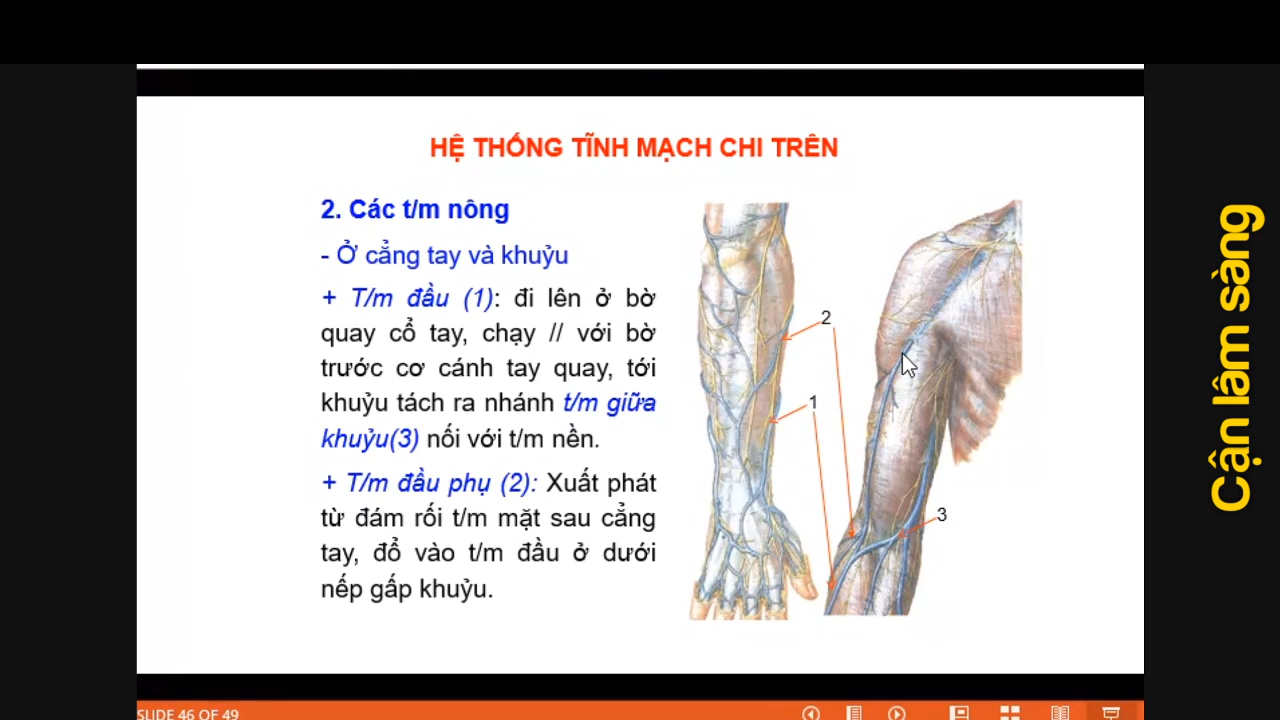 HỆ THỐNG TĨNH MẠCH CHI TRÊN
2. Các t/m nông
- Ở cẳng tay và khuỷu
+ T/m đầu (1): đi lên ở bờ
quay cổ tay, chạy // với bờ
trước cơ cánh tay quay, tới
khuỷu tách ra nhánh t/m giữa
khuỷu(3) nối với t/m nền.
+ T/m đầu phụ (2): Xuất phát
từ đám rối t/m mặt sau cẳng
tay, đổ vào t/m đầu ở dưới
nếp gấp khuỷu.
2
1
3
Cận lâm sàng
SLIDE 46 OF 49